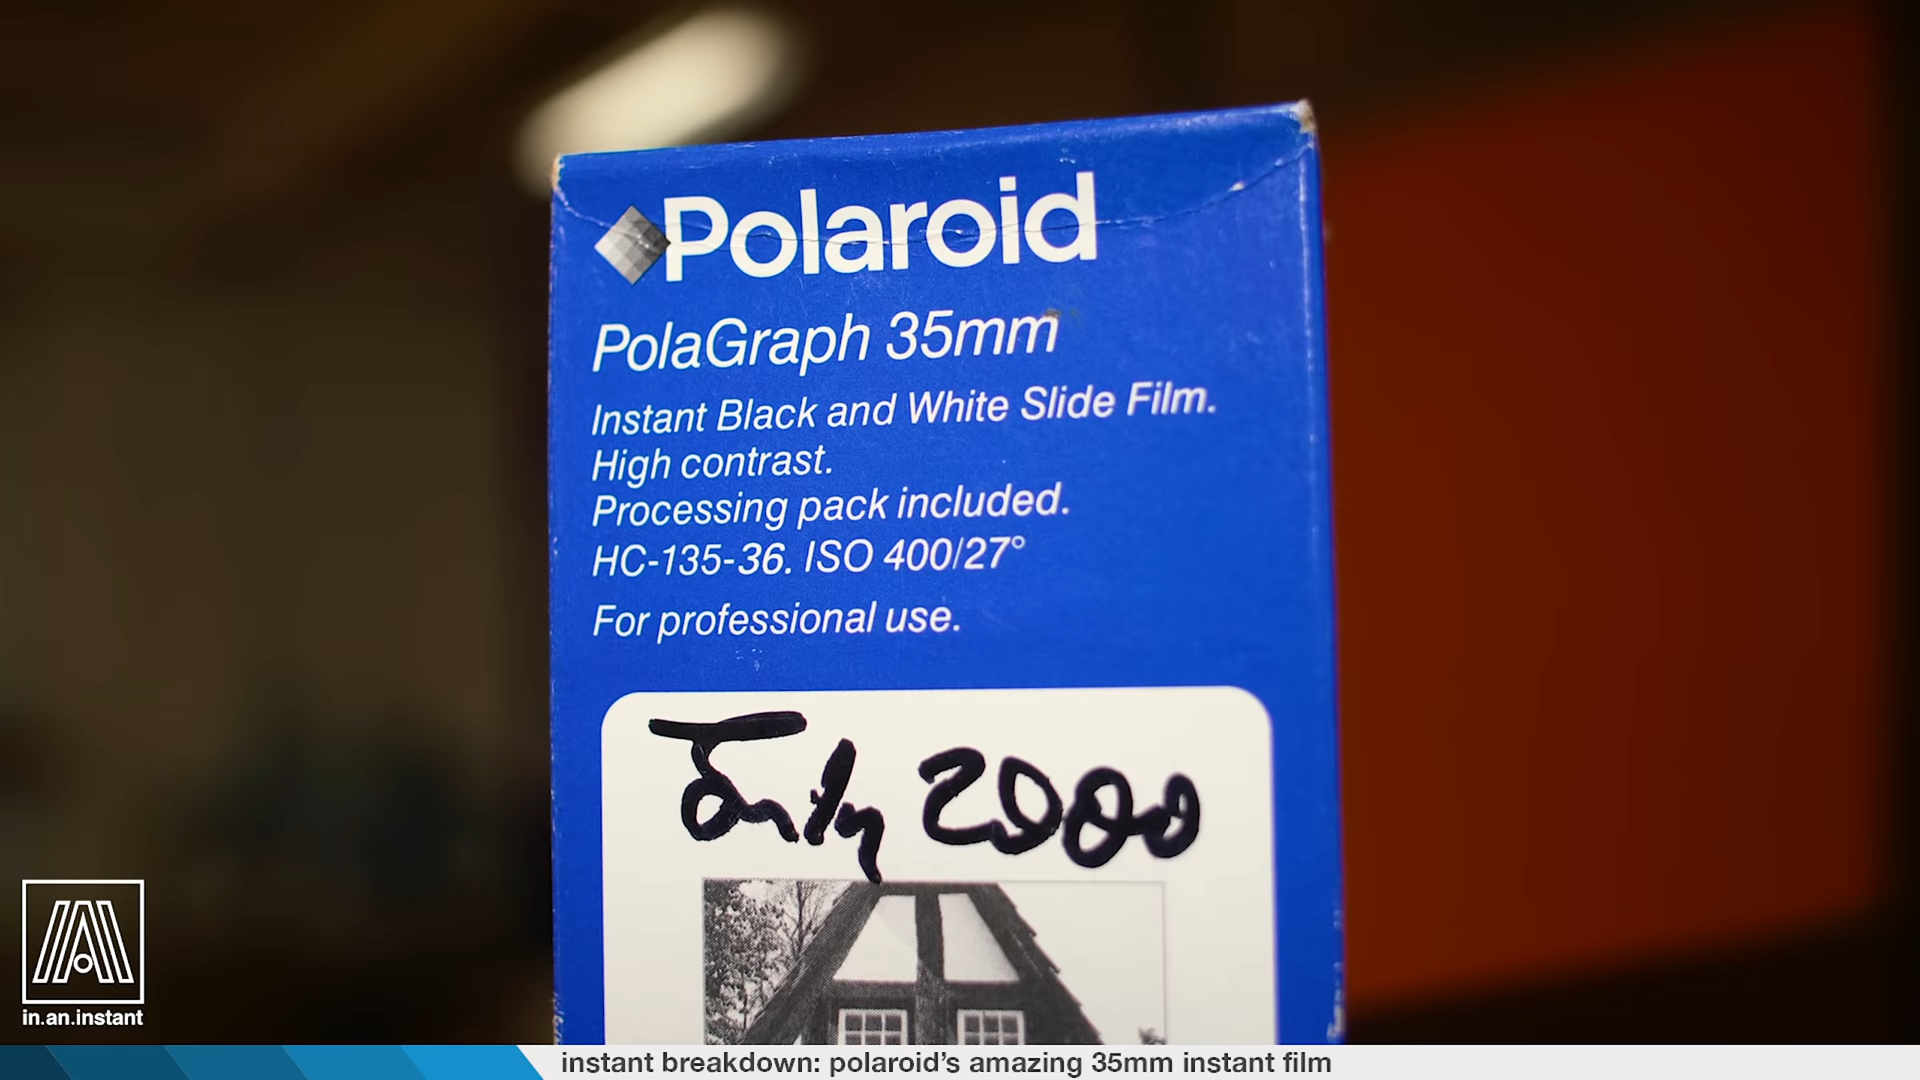 Polaroid
PolaGraph 35mm
Instant Black and White Slide Film.
High contrast.
Processing pack included.
HC-135-36. ISO 400/27°
For professional use.
July 2000
in.an.instant
instant breakdown: polaroid's amazing 35mm instant film